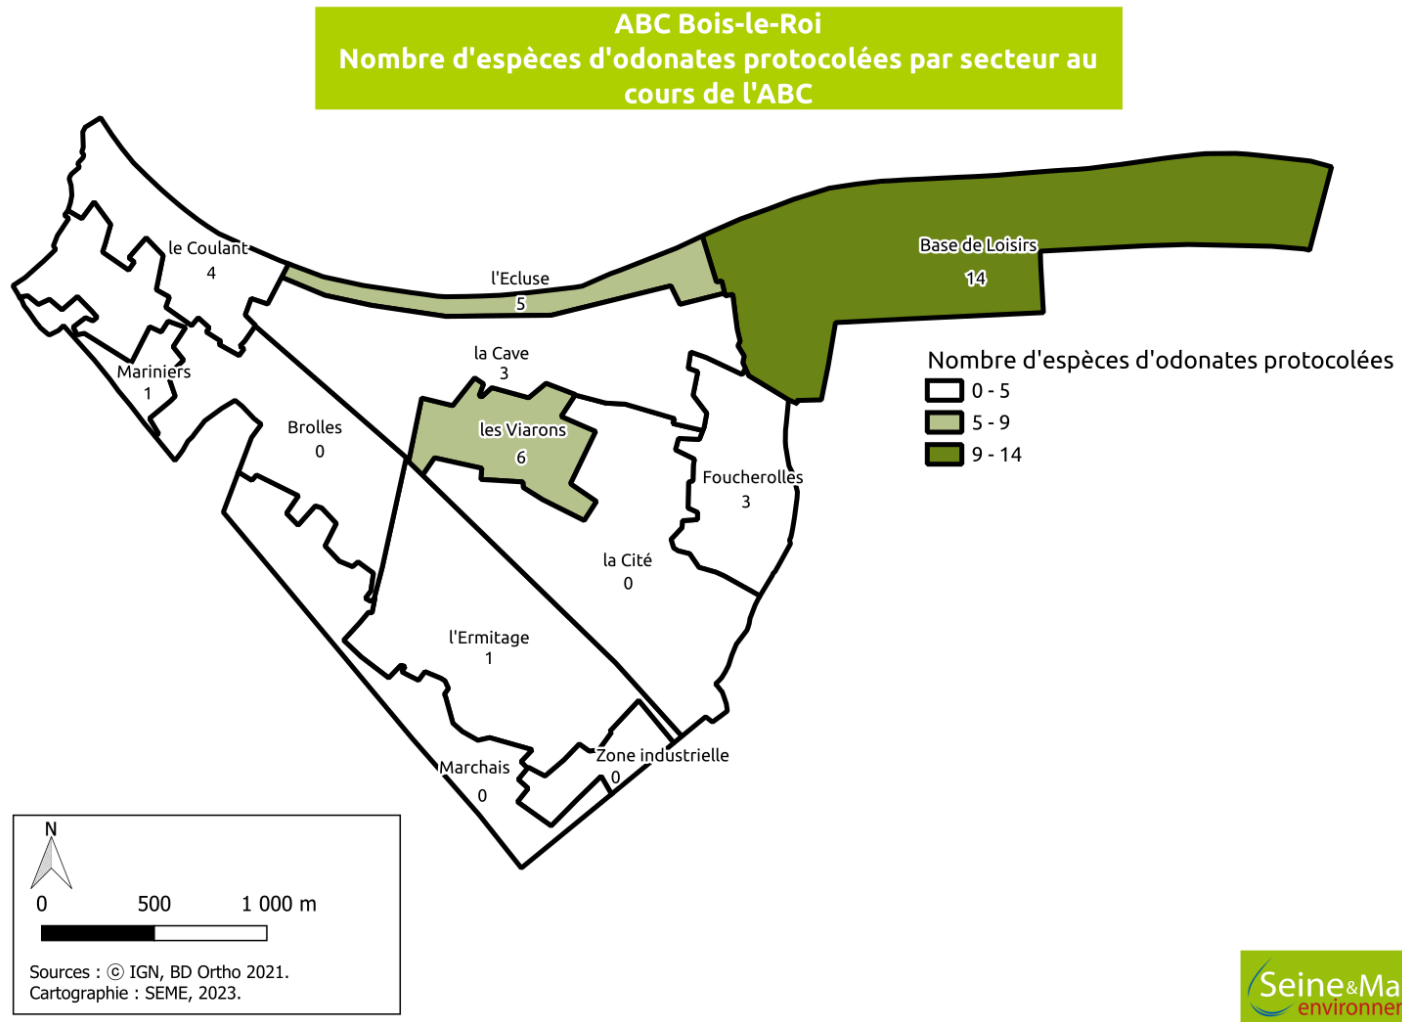 ABC Bois-le-Roi
Nombre d'espèces d'odonates protocolées par secteur au
cours de l'ABC
le Coulant
4
Base de Loisirs
14
l'Ecluse
5
la Cave
3
Mariniers
1
Brolles
0
les Viarons
6
Foucherolles
3
la Cité
0
l'Ermitage
1
Zone industrielle
0
Marchais
0
Nombre d'espèces d'odonates protocolées
0 - 5
5 - 9
9 - 14
N
0 500 1 000 m
Sources : © IGN, BD Ortho 2021.
Cartographie : SEME, 2023.
Seine&Ma
environner